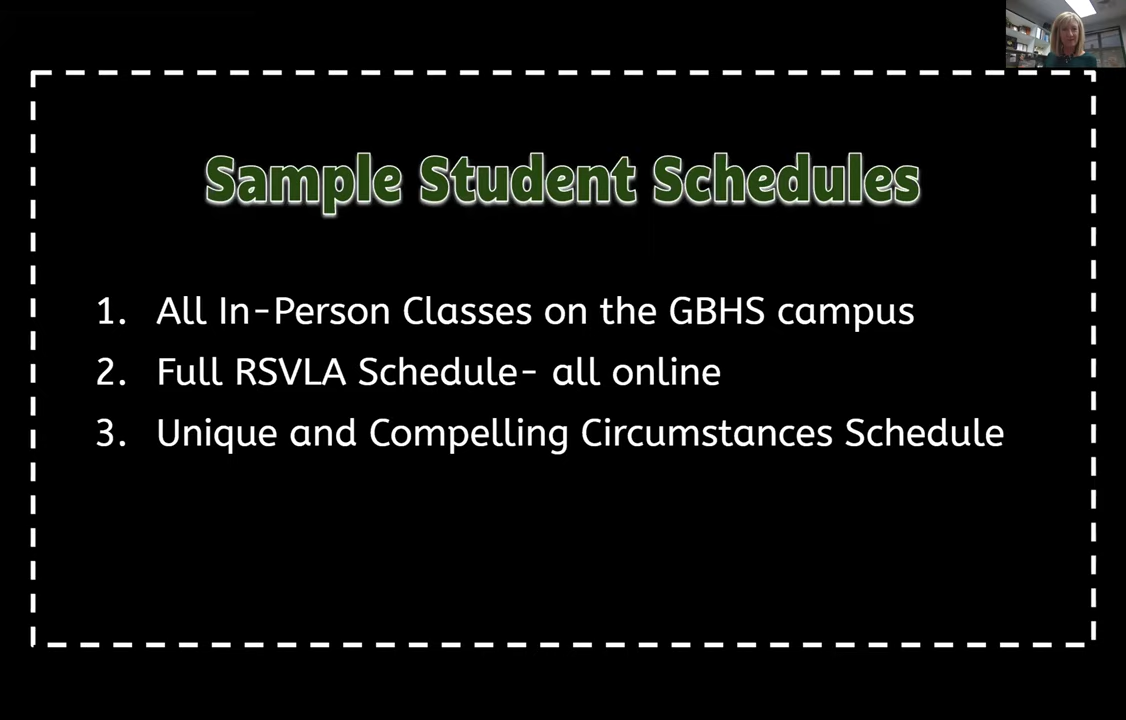 Sample Student Schedules
1. All In-Person Classes on the GBHS campus
2. Full RSVLA Schedule- all online
3. Unique and Compelling Circumstances Schedule